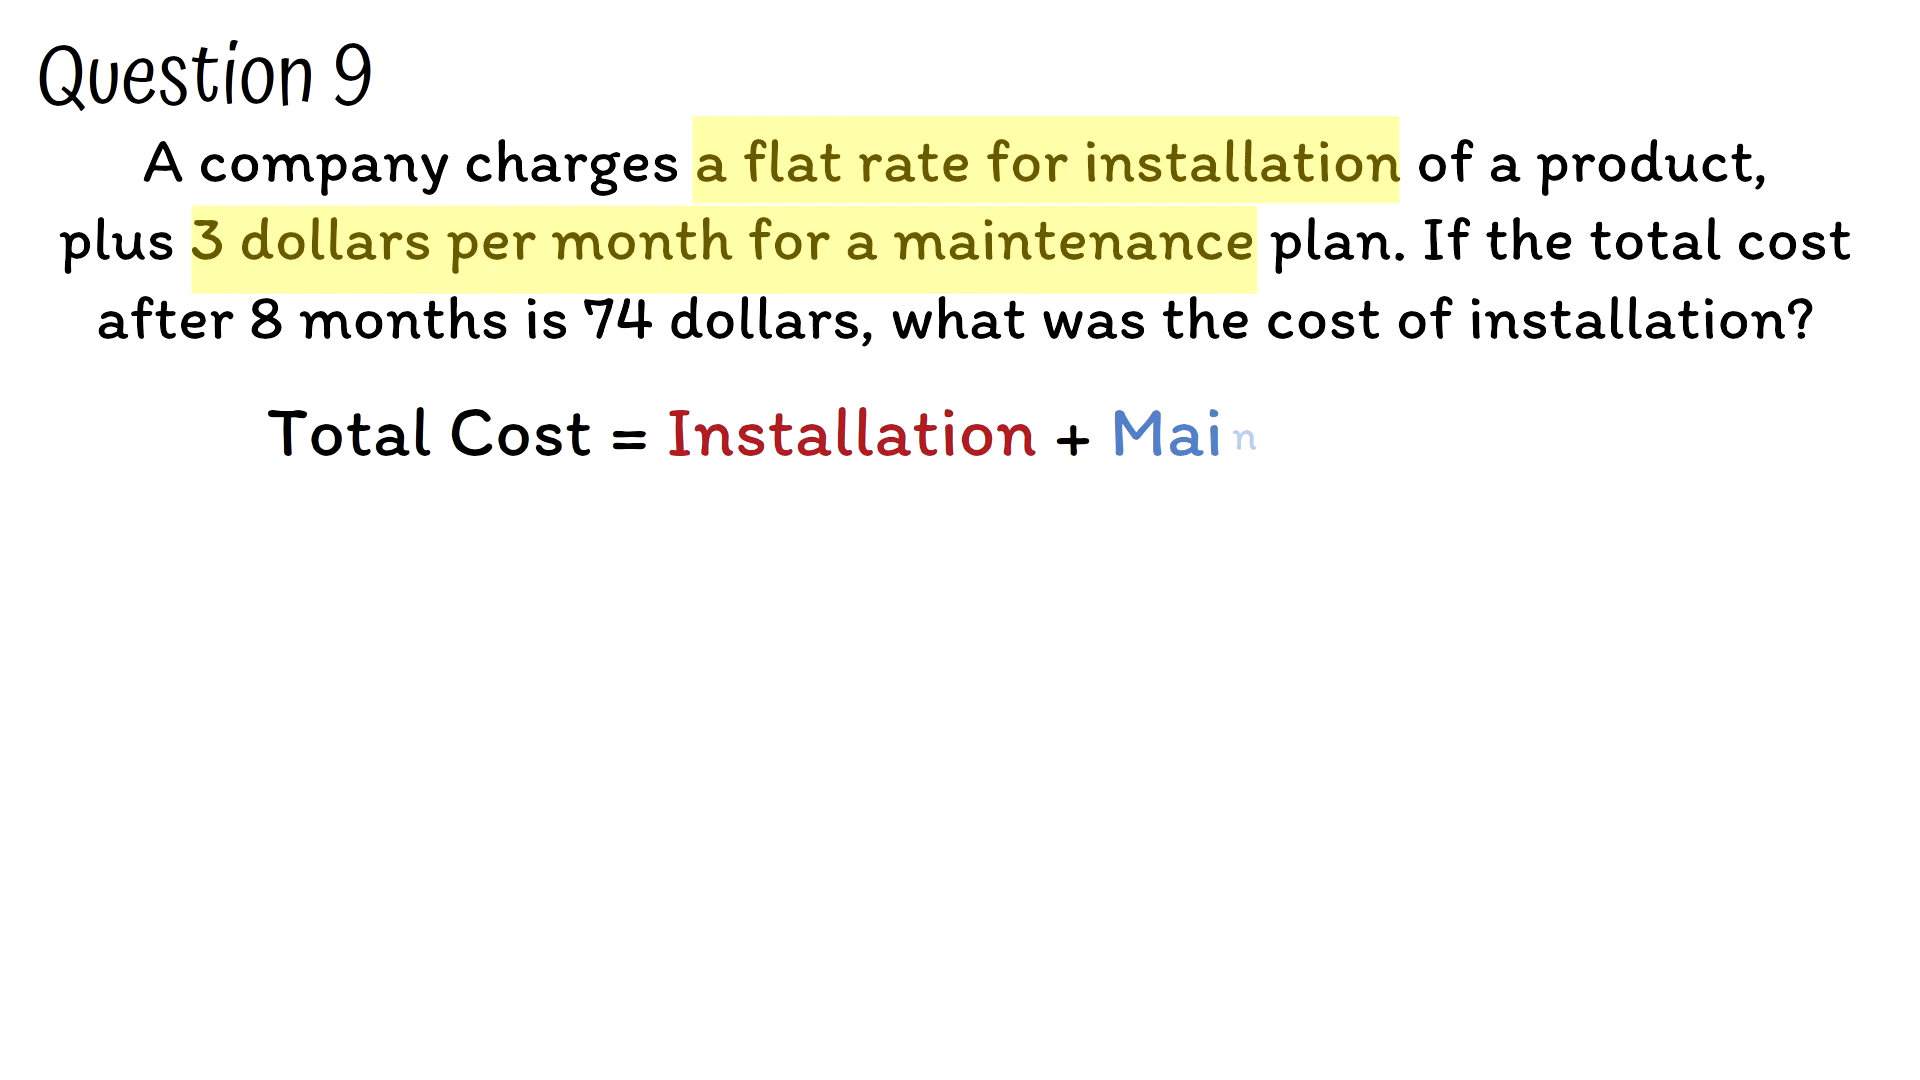 Question 9
A company charges a flat rate for installation of a product,
plus 3 dollars per month for a maintenance plan. If the total cost
after 8 months is 74 dollars, what was the cost of installation?
Total Cost = Installation + Main